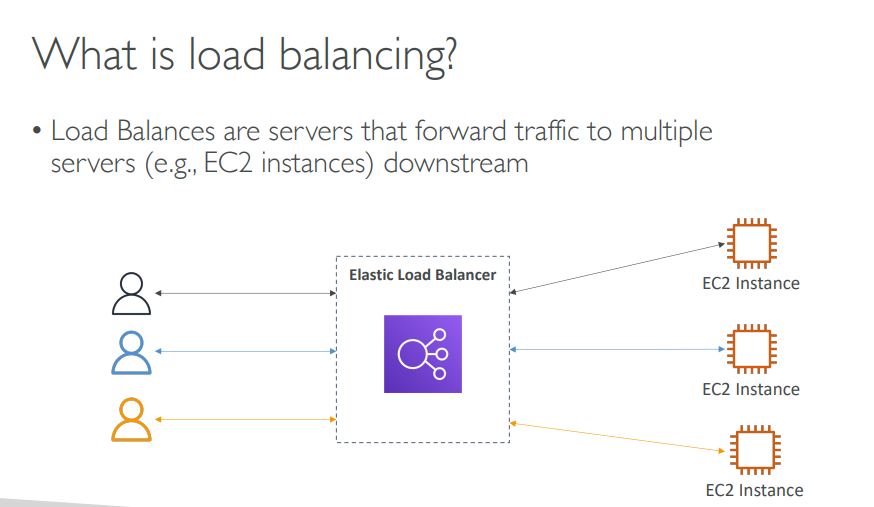 What is load balancing?
• Load Balances are servers that forward traffic to multiple
servers (e.g., EC2 instances) downstream
Elastic Load Balancer
EC2 Instance
EC2 Instance
EC2 Instance